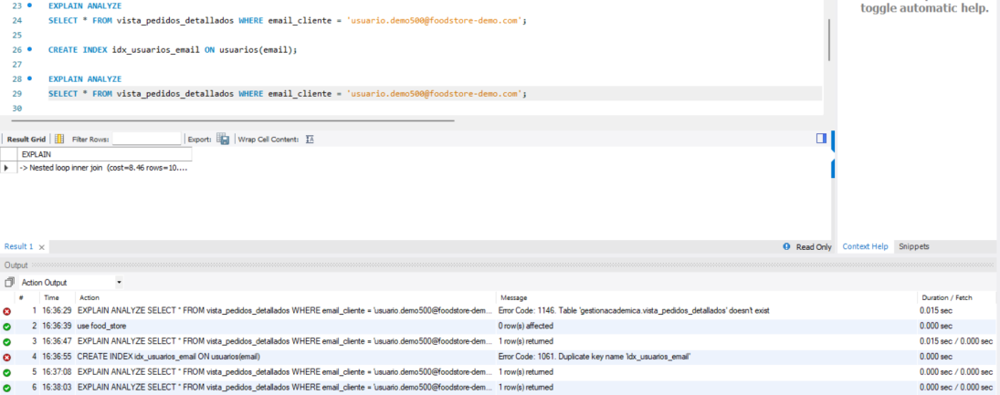 toggle automatic help.
23 EXPLAIN ANALYZE
24 SELECT * FROM vista_pedidos_detallados WHERE email_cliente = 'usuario.demo500@foodstore-demo.com';
25
26 CREATE INDEX idx_usuarios_email ON usuarios(email);
27
28 EXPLAIN ANALYZE
29 SELECT * FROM vista_pedidos_detallados WHERE email_cliente = 'usuario.demo500@foodstore-demo.com';
30
Result Grid Filter Rows: Export: Wrap Cell Content:
EXPLAIN
-> Nested loop inner join (cost=8.46 rows=10....
Result 1 Read Only Context Help Snippets
Output
Action Output
# Time Action Message Duration / Fetch
1 16:36:29 EXPLAIN ANALYZE SELECT * FROM vista_pedidos_detallados WHERE email_cliente = 'usuario.demo500@foodstore-dem... Error Code: 1146. Table 'gestionacademica.vista_pedidos_detallados' doesn't exist 0.015 sec
2 16:36:39 use food_store 0 row(s) affected 0.000 sec
3 16:36:47 EXPLAIN ANALYZE SELECT * FROM vista_pedidos_detallados WHERE email_cliente = 'usuario.demo500@foodstore-dem... 1 row(s) returned 0.015 sec / 0.000 sec
4 16:36:55 CREATE INDEX idx_usuarios_email ON usuarios(email) Error Code: 1061. Duplicate key name 'idx_usuarios_email' 0.000 sec
5 16:37:08 EXPLAIN ANALYZE SELECT * FROM vista_pedidos_detallados WHERE email_cliente = 'usuario.demo500@foodstore-dem... 1 row(s) returned 0.000 sec / 0.000 sec
6 16:38:03 EXPLAIN ANALYZE SELECT * FROM vista_pedidos_detallados WHERE email_cliente = 'usuario.demo500@foodstore-dem... 1 row(s) returned 0.000 sec / 0.000 sec